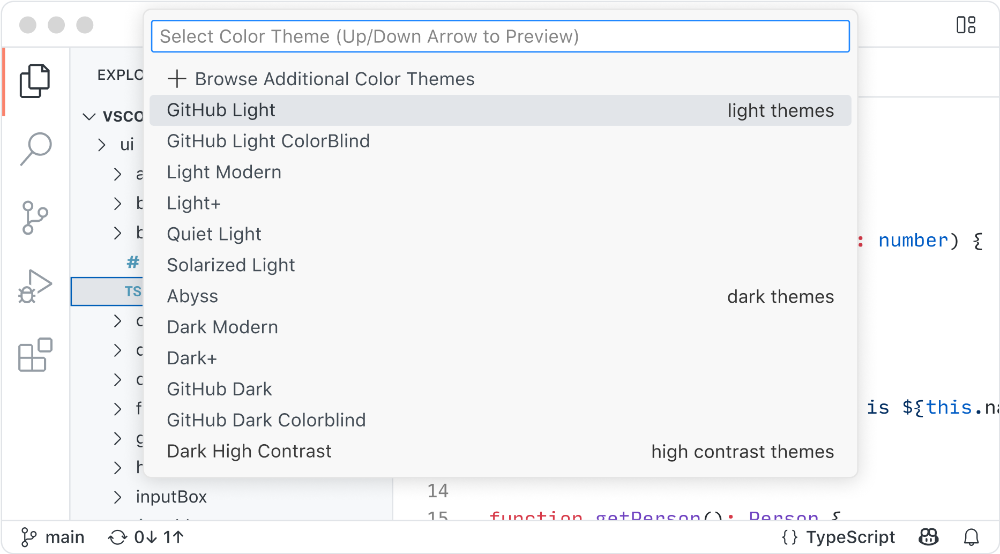 Select Color Theme (Up/Down Arrow to Preview)
Browse Additional Color Themes
GitHub Light light themes
GitHub Light ColorBlind
Light Modern
Light+
Quiet Light
Solarized Light
Abyss dark themes
Dark Modern
Dark+
GitHub Dark
GitHub Dark Colorblind
Dark High Contrast high contrast themes
EXPLO
VSCO
ui
#
TS
inputBox
: number) {
is ${this.na
14
15 function getPerson(): Person {
main 0↓ 1↑
{} TypeScript